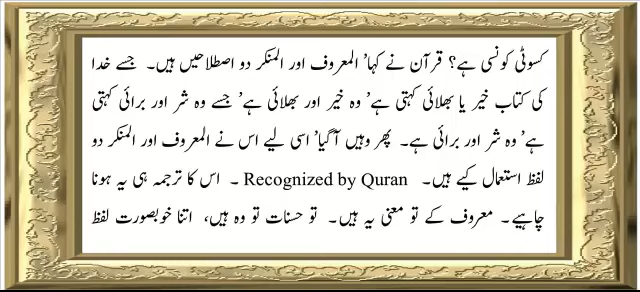 کسوٹی کونسی ہے؟ قرآن نے کہا’ المعروف اور المنکر دو اصطلاحیں ہیں۔ جسے خدا
کی کتاب خیر یا بھلائی کہتی ہے’ وہ خیر اور بھلائی ہے’ جسے وہ شر اور برائی کہتی
ہے’ وہ شر اور برائی ہے۔ پھر وہیں آ گیا’ اسی لیے اس نے المعروف اور المنکر دو
لفظ استعمال کیے ہیں۔ Recognized by Quran ۔ اس کا ترجمہ ہی یہ ہونا
چاہیے۔ معروف کے تو معنی یہ ہیں۔ تو حسنات تو وہ ہیں، اتنا خوبصورت لفظ